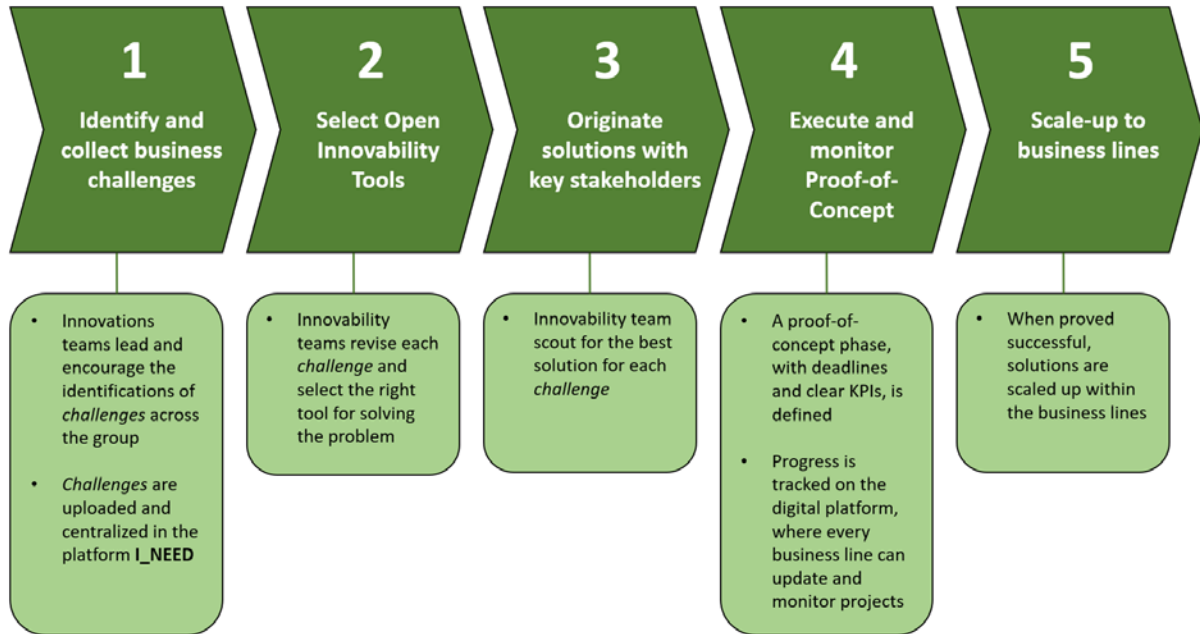 1
Identify and
collect business
challenges
2
Select Open
Innovability
Tools
3
Originate
solutions with
key stakeholders
4
Execute and
monitor
Proof-of-
Concept
5
Scale-up to
business lines
• Innovations
teams lead and
encourage the
identifications of
challenges across
the group
• Challenges are
uploaded and
centralized in the
platform I_NEED
• Innovability
teams revise each
challenge and
select the right
tool for solving
the problem
• Innovability team
scout for the best
solution for each
challenge
• A proof-of-
concept phase,
with deadlines
and clear KPIs, is
defined
• Progress is
tracked on the
digital platform,
where every
business line can
update and
monitor projects
• When proved
successful,
solutions are
scaled up within
the business lines